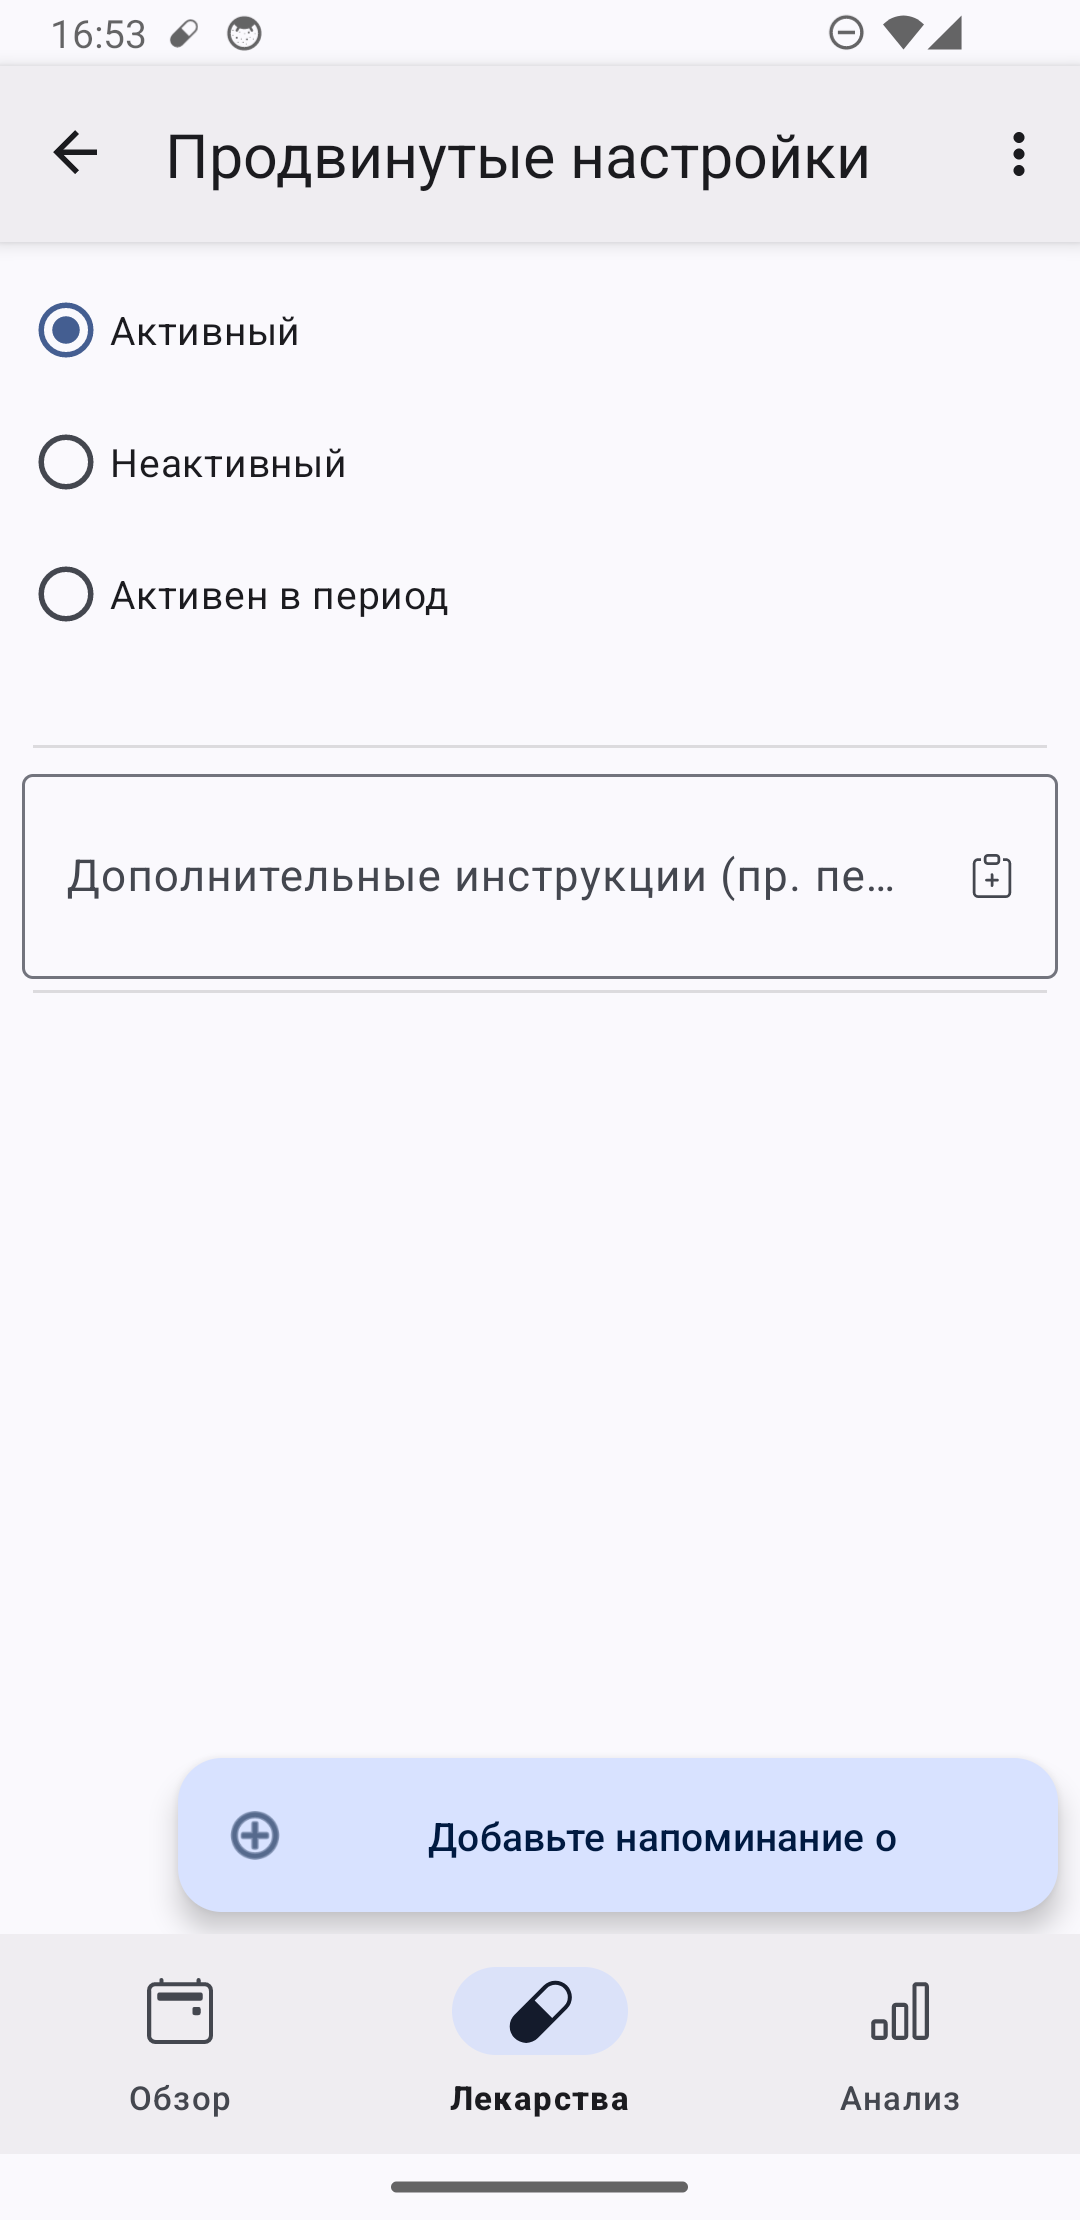 16:53
Продвинутые настройки
Активный
Неактивный
Активен в период
Дополнительные инструкции (пр. пе…
Добавьте напоминание о
Обзор
Лекарства
Анализ